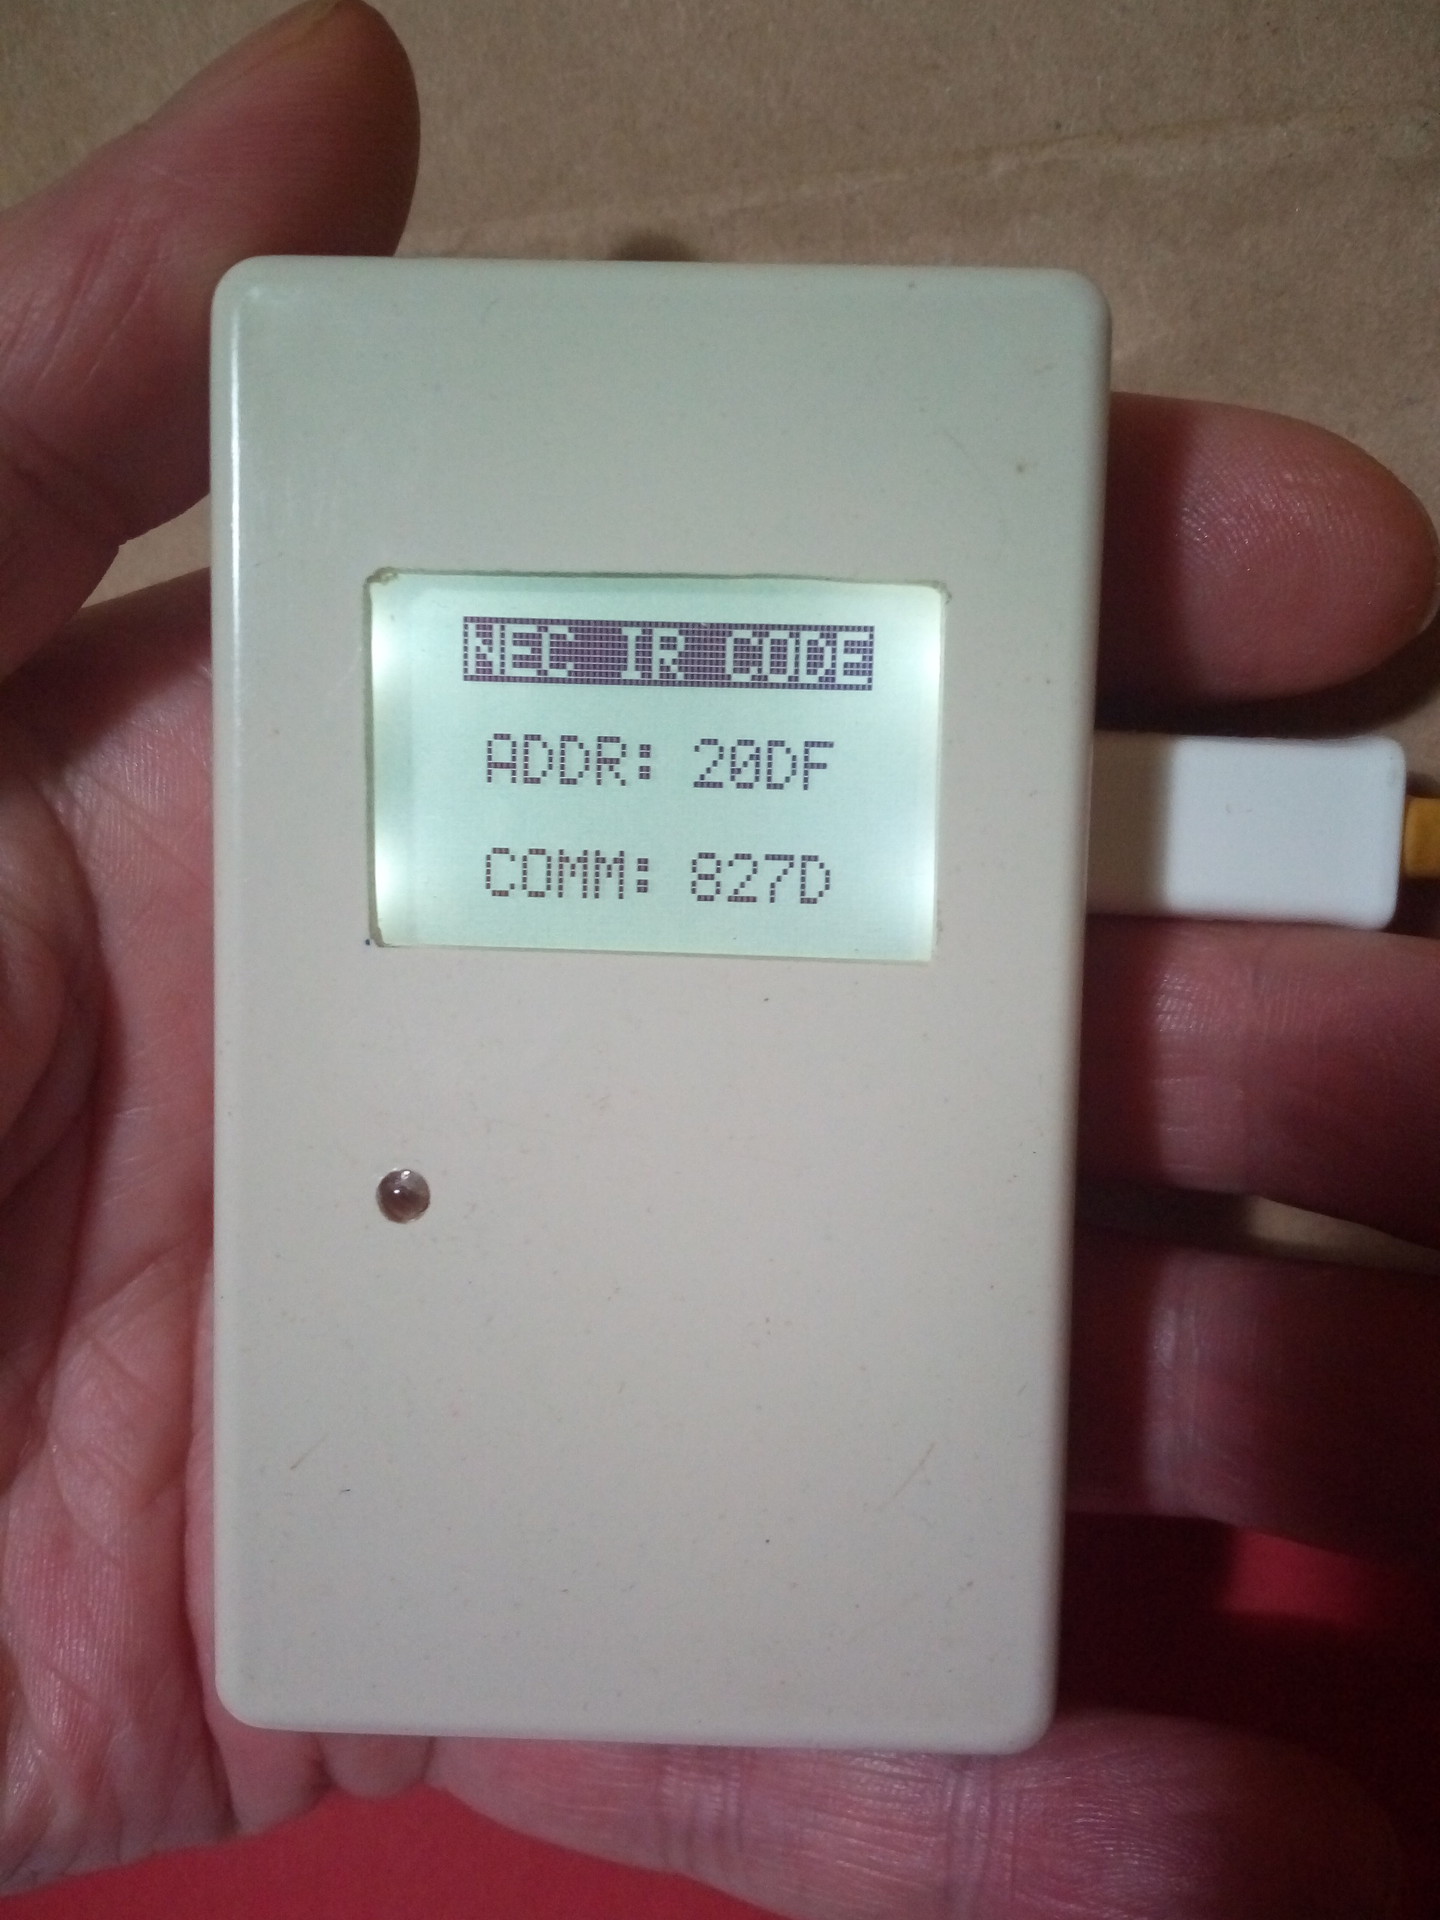 NEC IR CODE
ADDR: 20DF
COMM: 827D